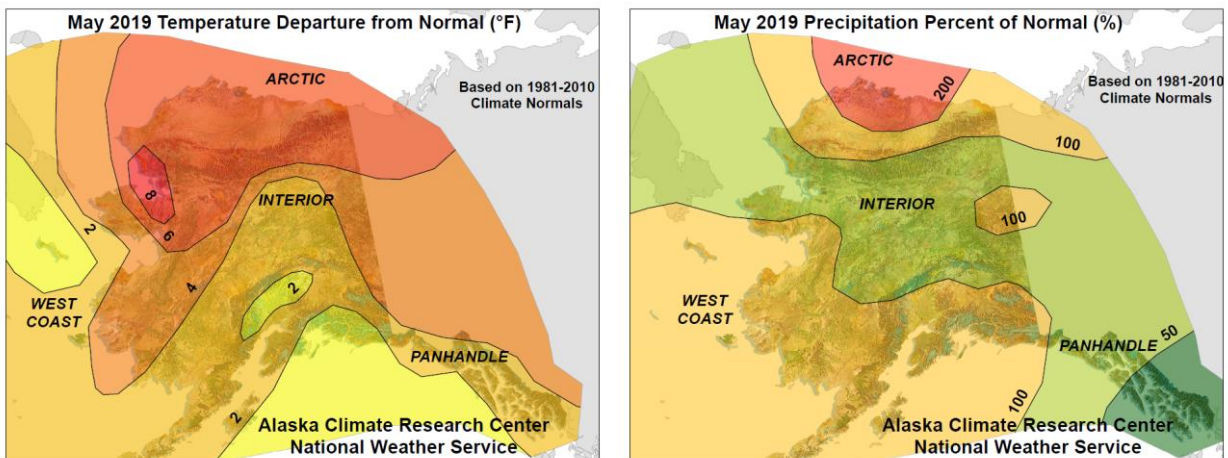 May 2019 Temperature Departure from Normal (°F)
ARCTIC
Based on 1981-2010
Climate Normals
8
INTERIOR
2
6
4
2
WEST
COAST
PANHANDLE
2
Alaska Climate Research Center
National Weather Service
May 2019 Precipitation Percent of Normal (%)
ARCTIC
200
Based on 1981-2010
Climate Normals
100
INTERIOR
100
WEST
COAST
50
PANHANDLE
100
Alaska Climate Research Center
National Weather Service